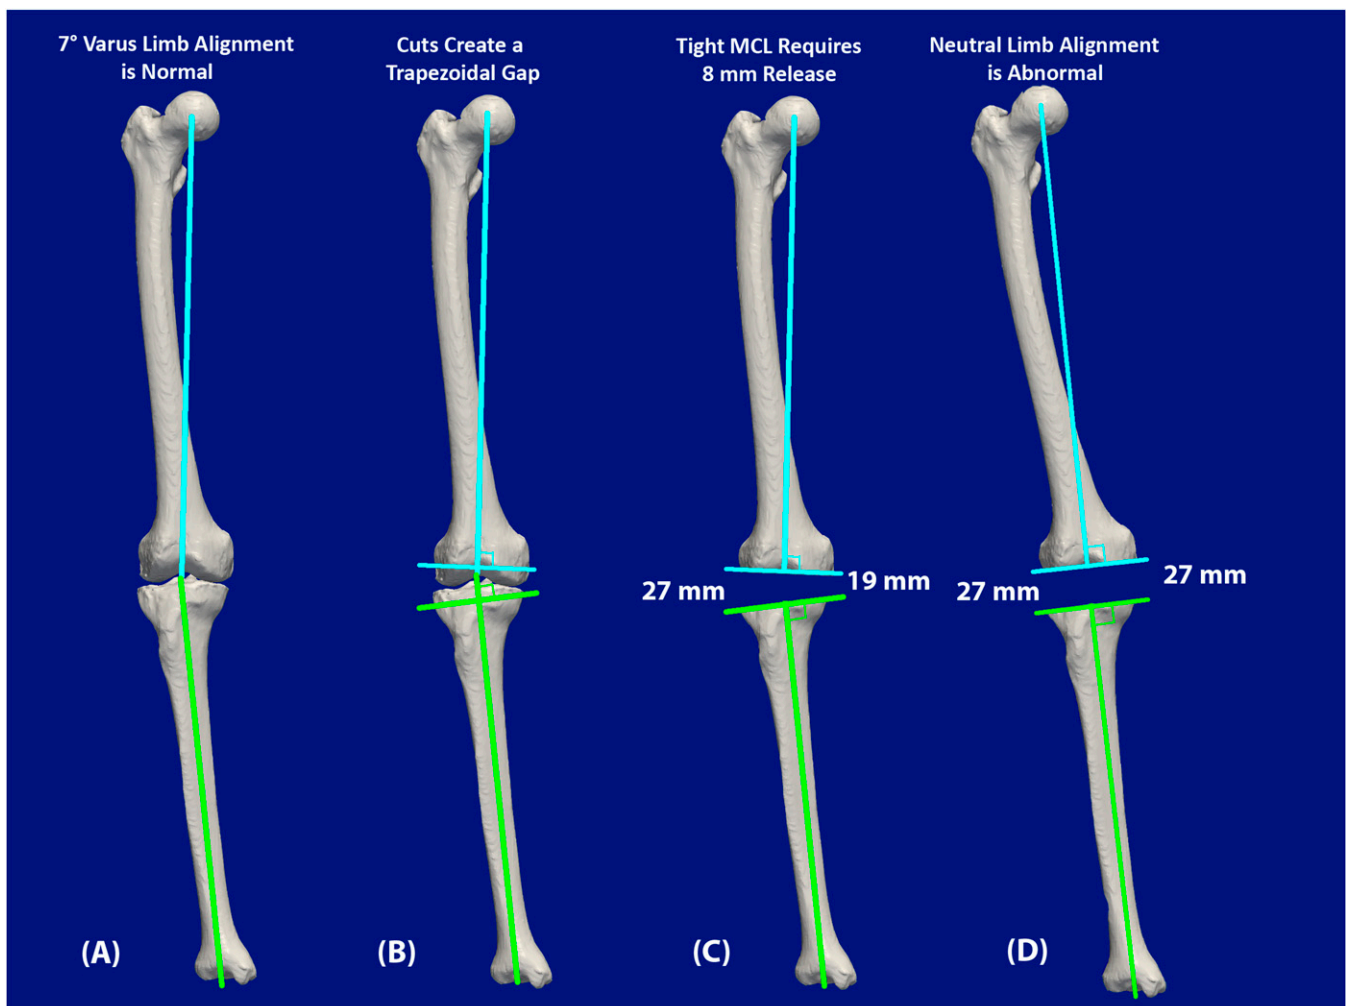 7° Varus Limb Alignment
is Normal
Cuts Create a
Trapezoidal Gap
Tight MCL Requires
8 mm Release
Neutral Limb Alignment
is Abnormal
27 mm
19 mm
27 mm
27 mm
(A)
(B)
(C)
(D)